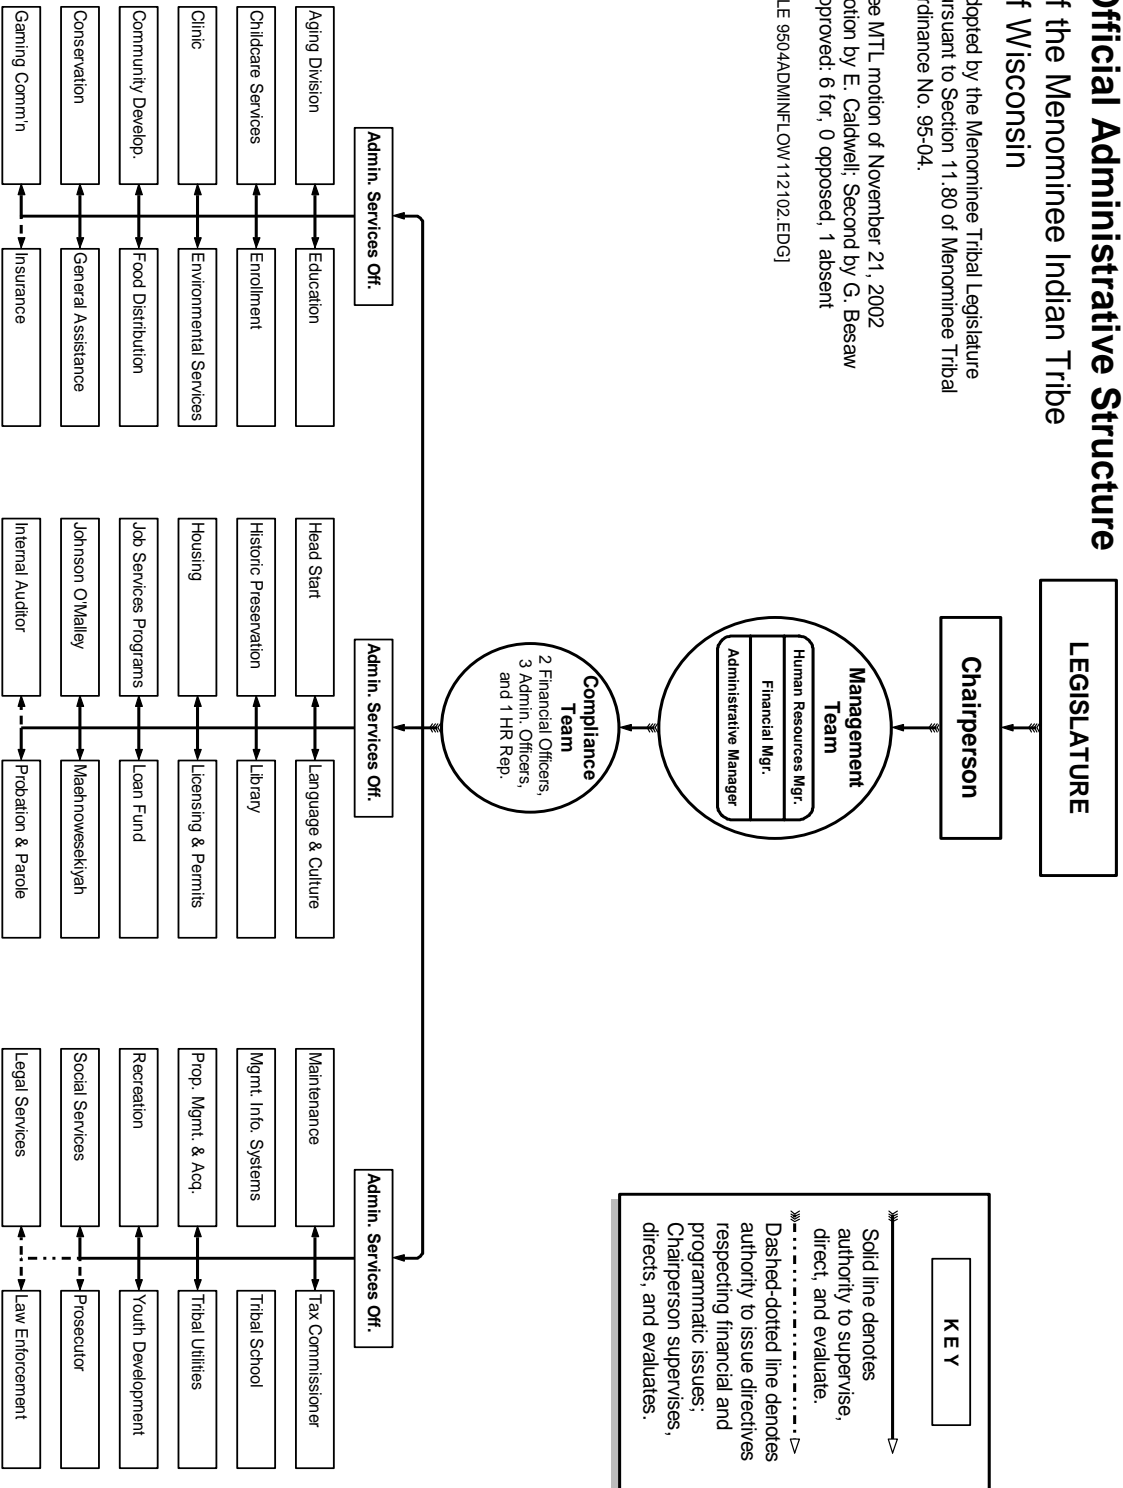 Official Administrative Structure
f the Menominee Indian Tribe
f Wisconsin
dopted by the Menominee Tribal Legislature
ursuant to Section 11.80 of Menominee Tribal
rdinance No. 95-04.
ee MTL motion of November 21, 2002
otion by E. Caldwell; Second by G. Besaw
pproved: 6 for, 0 opposed, 1 absent
LE 9504ADMINFLOW112102.EDG]
LEGISLATURE
Chairperson
Management
Team
Human Resources Mgr.
Financial Mgr.
Administrative Manager
Compliance
Team
2 Financial Officers,
3 Admin. Officers,
and 1 HR Rep.
KEY
Solid line denotes
authority to supervise,
direct, and evaluate.
Dashed-dotted line denotes
authority to issue directives
respecting financial and
programmatic issues;
Chairperson supervises,
directs, and evaluates.
Admin. Services Off.
Aging Division
Education
Childcare Services
Enrollment
Clinic
Environmental Services
Community Develop.
Food Distribution
Conservation
General Assistance
Gaming Comm'n
Insurance
Admin. Services Off.
Head Start
Language & Culture
Historic Preservation
Library
Housing
Licensing & Permits
Job Services Programs
Loan Fund
Johnson O'Malley
Maehnowesekiyah
Internal Auditor
Probation & Parole
Admin. Services Off.
Maintenance
Tax Commissioner
Mgmt. Info. Systems
Tribal School
Prop. Mgmt. & Acq.
Tribal Utilities
Recreation
Youth Development
Social Services
Prosecutor
Legal Services
Law Enforcement